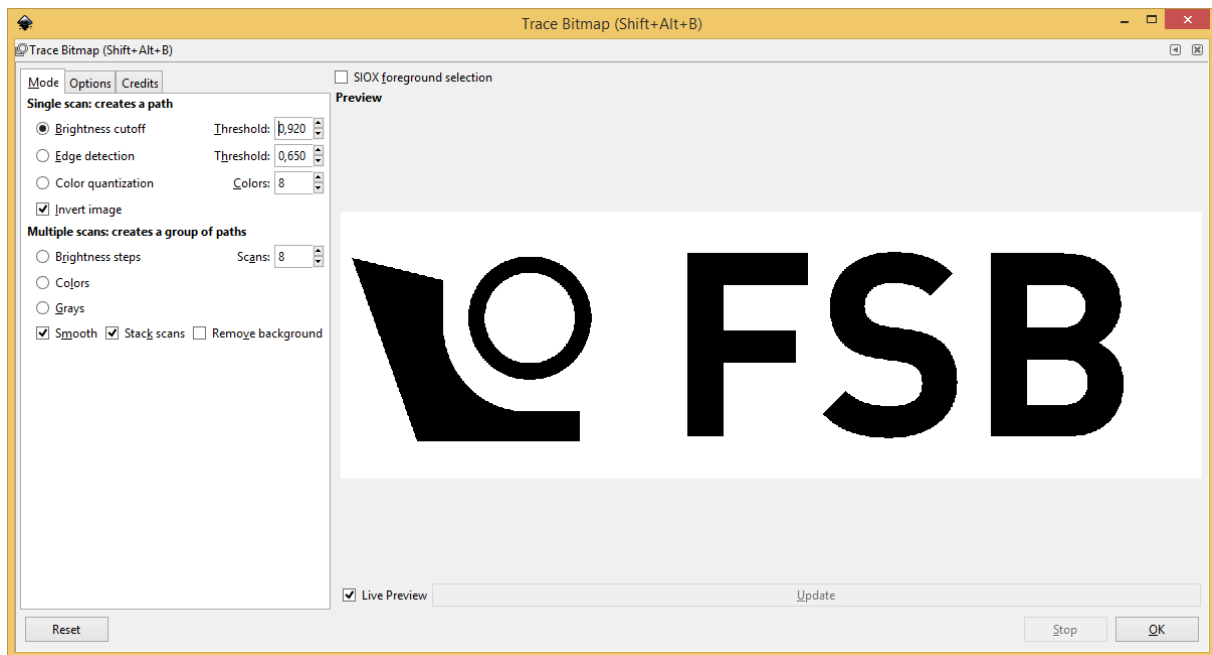 Trace Bitmap (Shift+Alt+B)
Trace Bitmap (Shift+Alt+B)
Mode Options Credits
Single scan: creates a path
Brightness cutoff Threshold: 0,920
Edge detection Threshold: 0,650
Color quantization Colors: 8
Invert image
Multiple scans: creates a group of paths
Brightness steps Scans: 8
Colors
Grays
Smooth Stack scans Remove background
SIOX foreground selection
Preview
FSB
Live Preview Update
Reset Stop OK